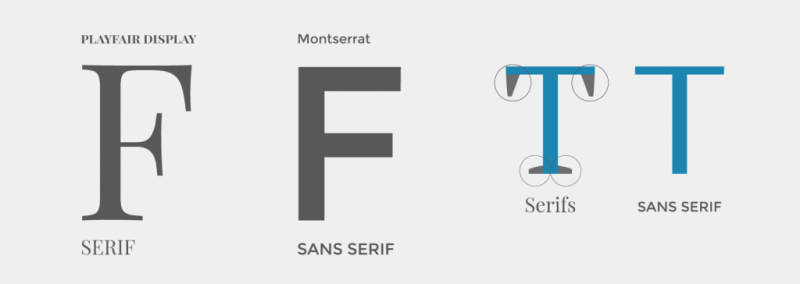 PLAYFAIR DISPLAY
F
SERIF
Montserrat
F
SANS SERIF
T
Serifs
T
SANS SERIF